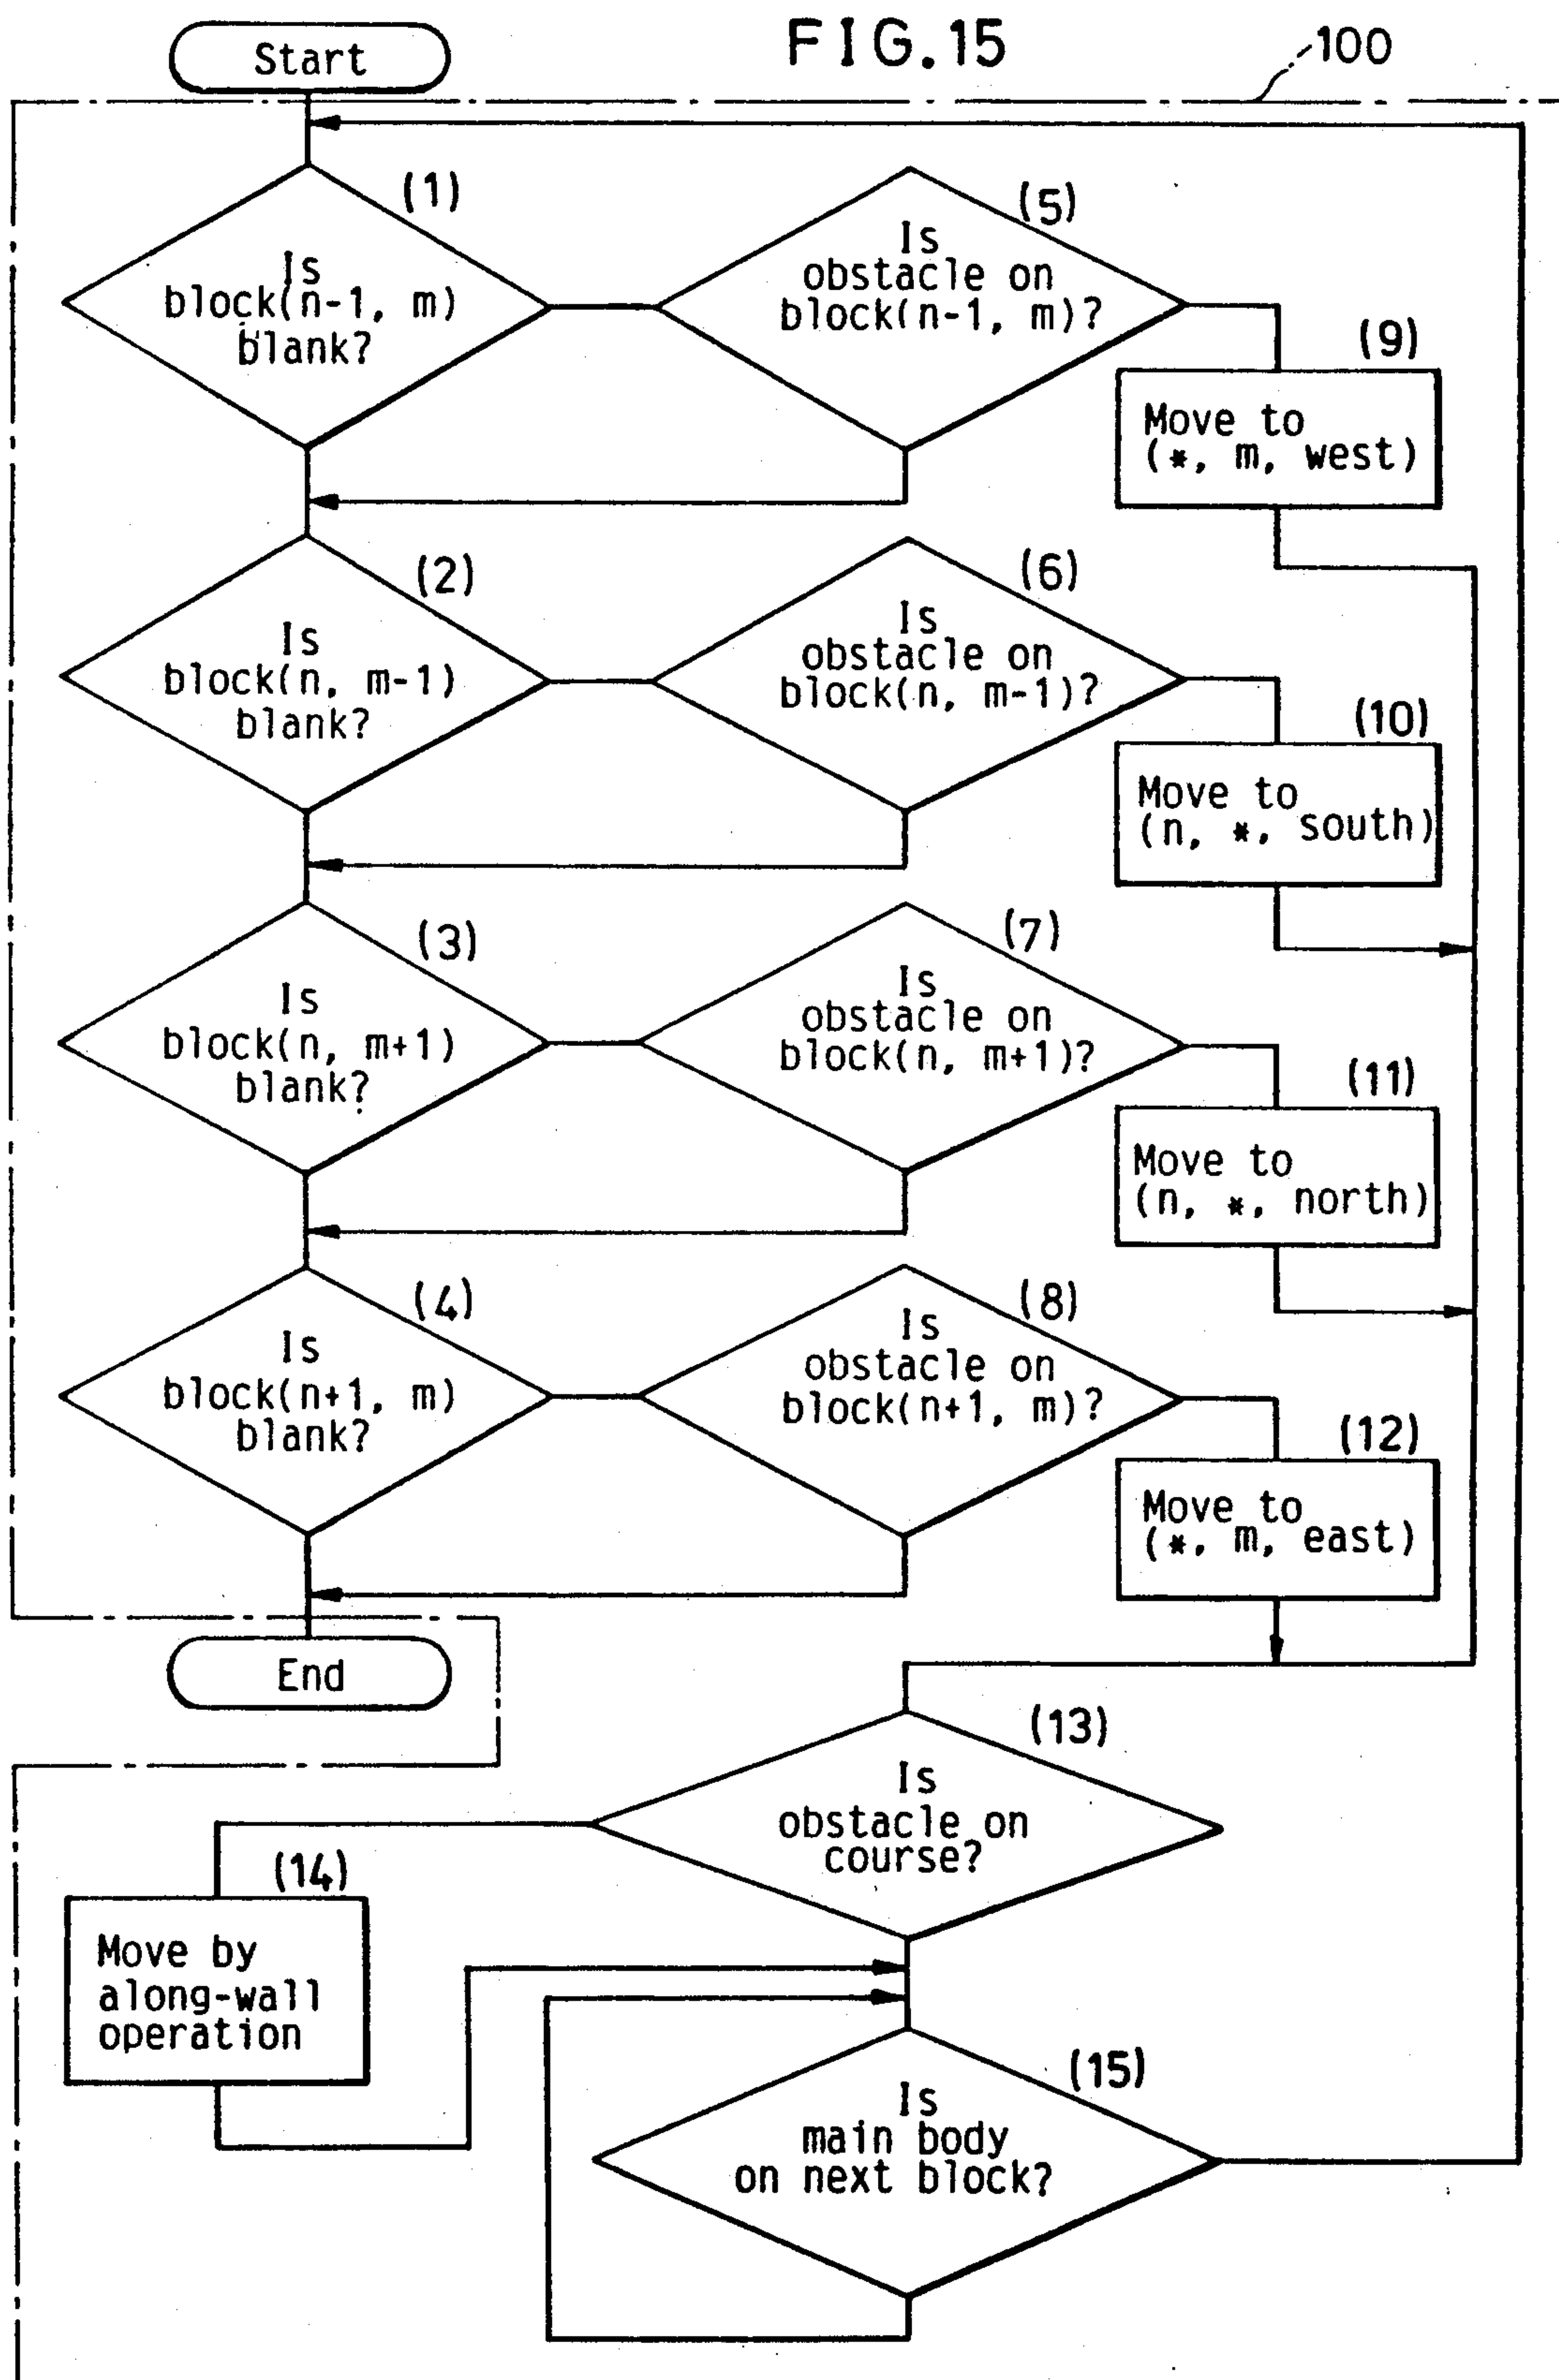 FIG.15
100
Start
(1)
Is
block(n-1, m)
blank?
(5)
Is
obstacle on
block(n-1, m)?
(9)
Move to
(*, m, west)
(2)
Is
block(n, m-1)
blank?
(6)
Is
obstacle on
block(n, m-1)?
(10)
Move to
(n, *, south)
(3)
Is
block(n, m+1)
blank?
(7)
Is
obstacle on
block(n, m+1)?
(11)
Move to
(n, *, north)
(4)
Is
block(n+1, m)
blank?
(8)
Is
obstacle on
block(n+1, m)?
(12)
Move to
(*, m, east)
End
(13)
Is
obstacle on
course?
(14)
Move by
along-wall
operation
(15)
Is
main body
on next block?